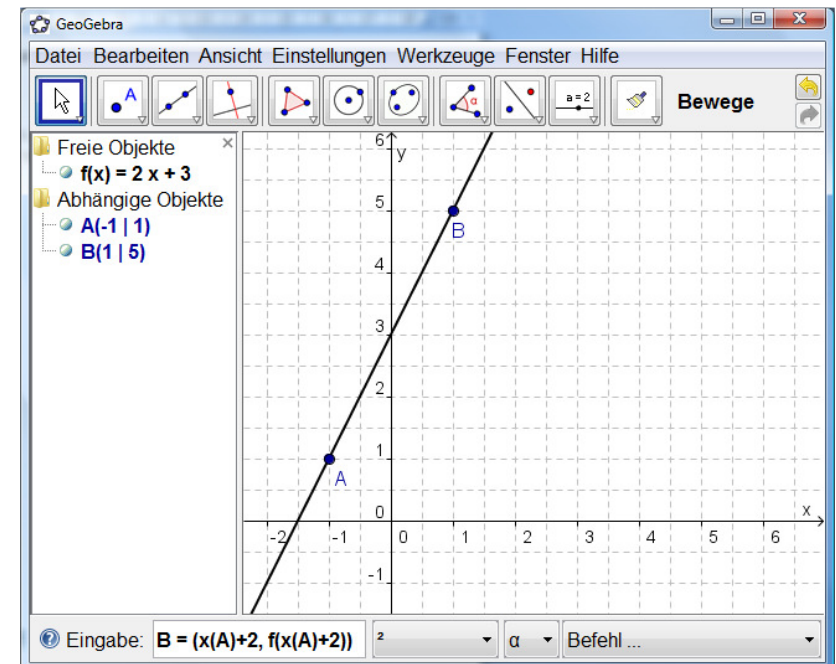 GeoGebra
Datei Bearbeiten Ansicht Einstellungen Werkzeuge Fenster Hilfe
A α a = 2 Bewege
Freie Objekte ×
f(x) = 2 x + 3
Abhängige Objekte
A(-1 | 1)
B(1 | 5)
6
y
5
B
4
3
2
1
A
0
x
-2 -1 0 1 2 3 4 5 6
-1
Eingabe: B = (x(A)+2, f(x(A)+2)) ² α Befehl ...